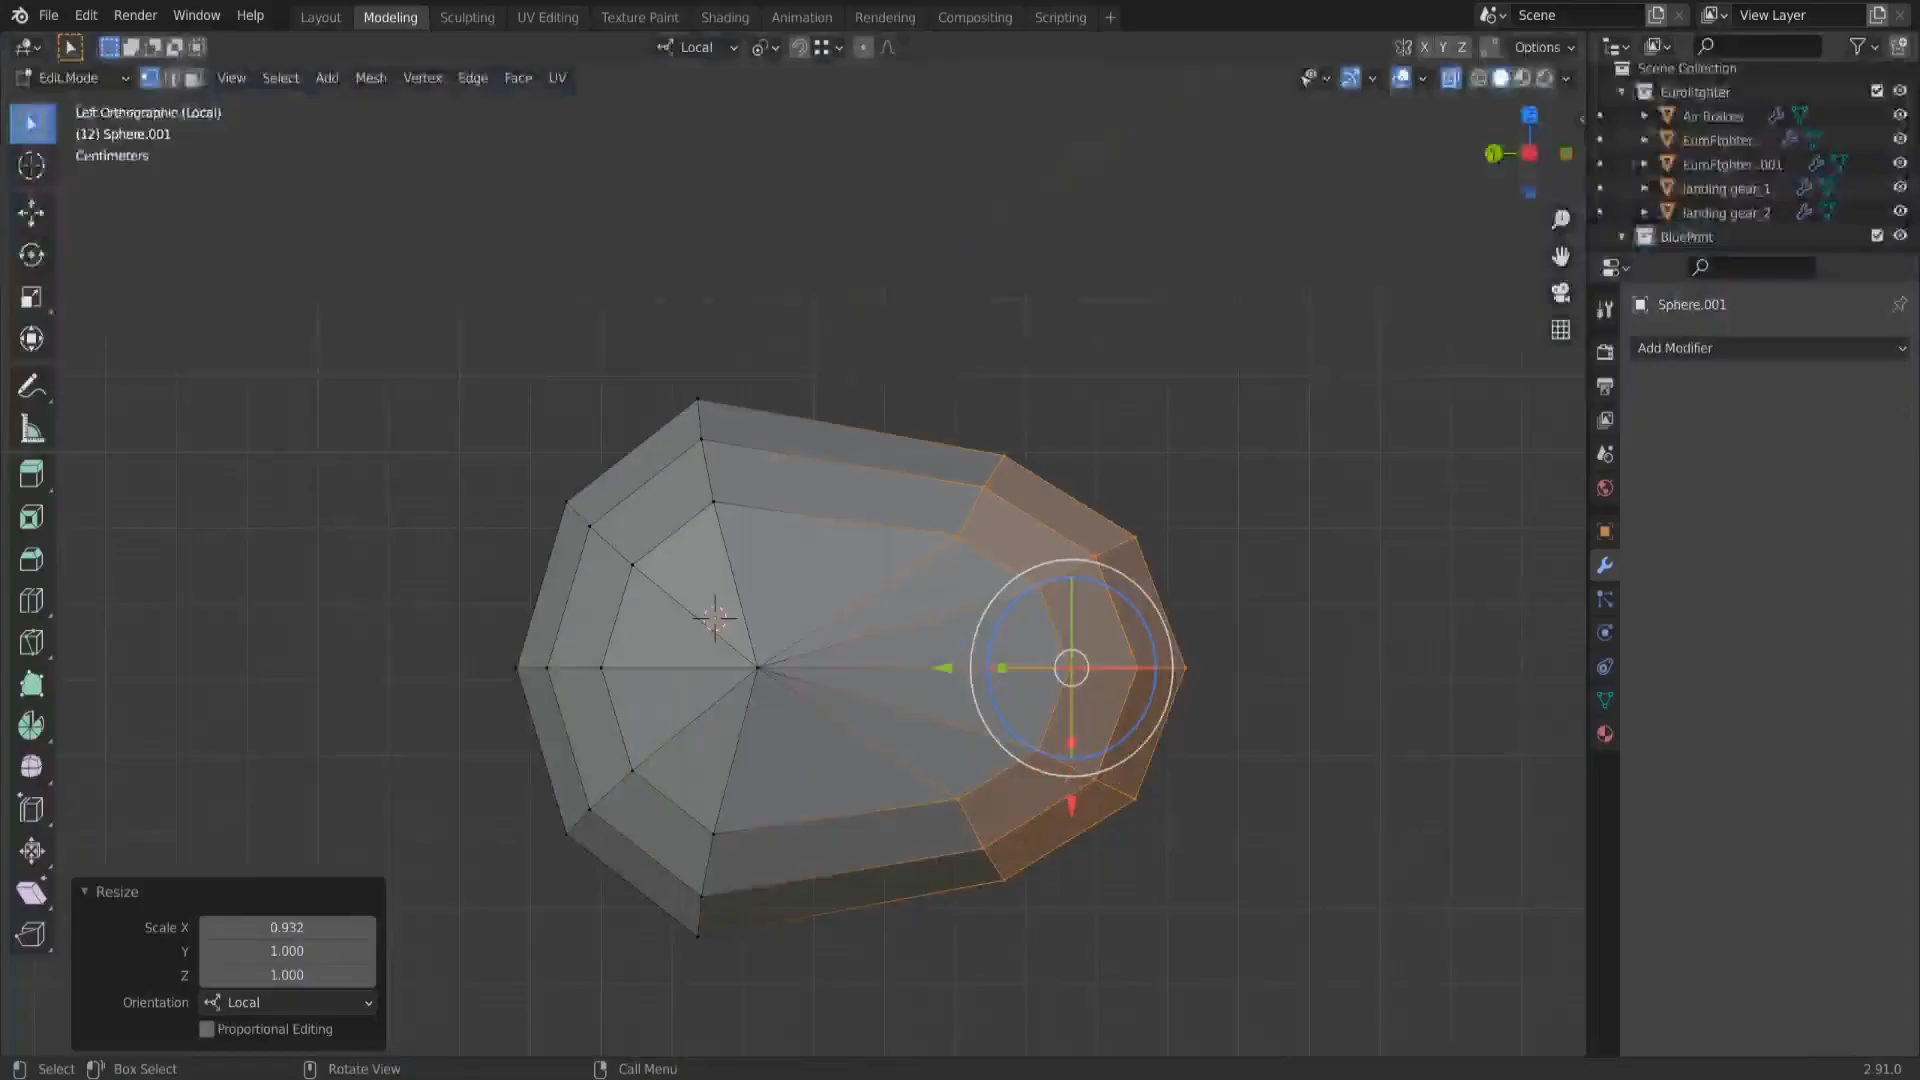 File Edit Render Window Help
Layout Modeling Sculpting UV Editing Texture Paint Shading Animation Rendering Compositing Scripting +
Scene
View Layer
Local
X Y Z
Options
Edit Mode
View Select Add Mesh Vertex Edge Face UV
Left Orthographic (Local)
(12) Sphere.001
Centimeters
Scene Collection
Eurofighter
Air Brakes
EuroFighter
EuroFighter .001
landing gear_1
landing gear_2
BluePrint
Sphere.001
Add Modifier
Resize
Scale X 0.932
Y 1.000
Z 1.000
Orientation Local
Proportional Editing
Select Box Select Rotate View Call Menu 2.91.0